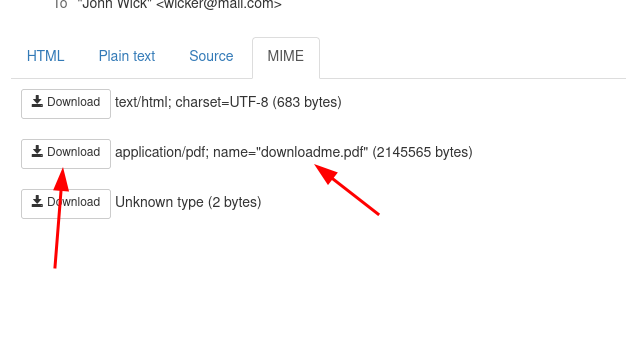 To "John Wick" <wicker@mail.com>
HTML Plain text Source MIME
Download text/html; charset=UTF-8 (683 bytes)
Download application/pdf; name="downloadme.pdf" (2145565 bytes)
Download Unknown type (2 bytes)